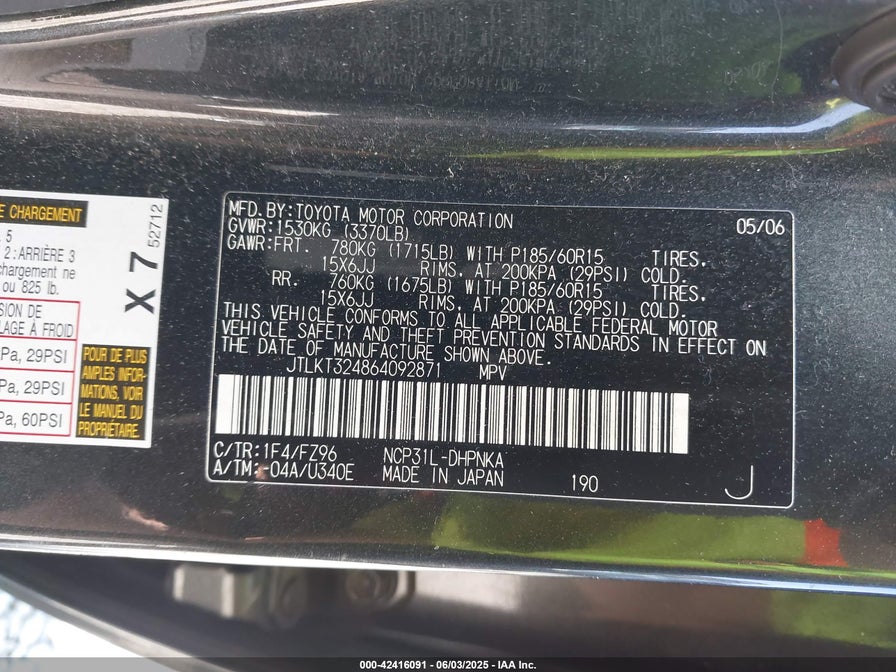 E CHARGEMENT
5
2 : ARRIÈRE 3
chargement ne
ou 825 lb.
SION DE
LAGE À FROID
Pa, 29PSI
Pa, 29PSI
Pa, 60PSI
X 7
52712
POUR DE PLUS
AMPLES INFOR-
MATIONS, VOIR
LE MANUEL DU
PROPRIÉTAIRE.
MFD.BY:TOYOTA MOTOR CORPORATION 05/06
GVWR:1530KG (3370LB)
GAWR:FRT. 780KG (1715LB) WITH P185/60R15 TIRES.
15X6JJ RIMS, AT 200KPA (29PSI) COLD.
RR. 760KG (1675LB) WITH P185/60R15 TIRES.
15X6JJ RIMS, AT 200KPA (29PSI) COLD.
THIS VEHICLE CONFORMS TO ALL APPLICABLE FEDERAL MOTOR
VEHICLE SAFETY AND THEFT PREVENTION STANDARDS IN EFFECT ON
THE DATE OF MANUFACTURE SHOWN ABOVE.
JTLKT324864092871 MPV
C/TR:1F4/FZ96 NCP31L-DHPNKA
A/TM:-04A/U340E MADE IN JAPAN 190 J
000-42416091 - 06/03/2025 - IAA Inc.